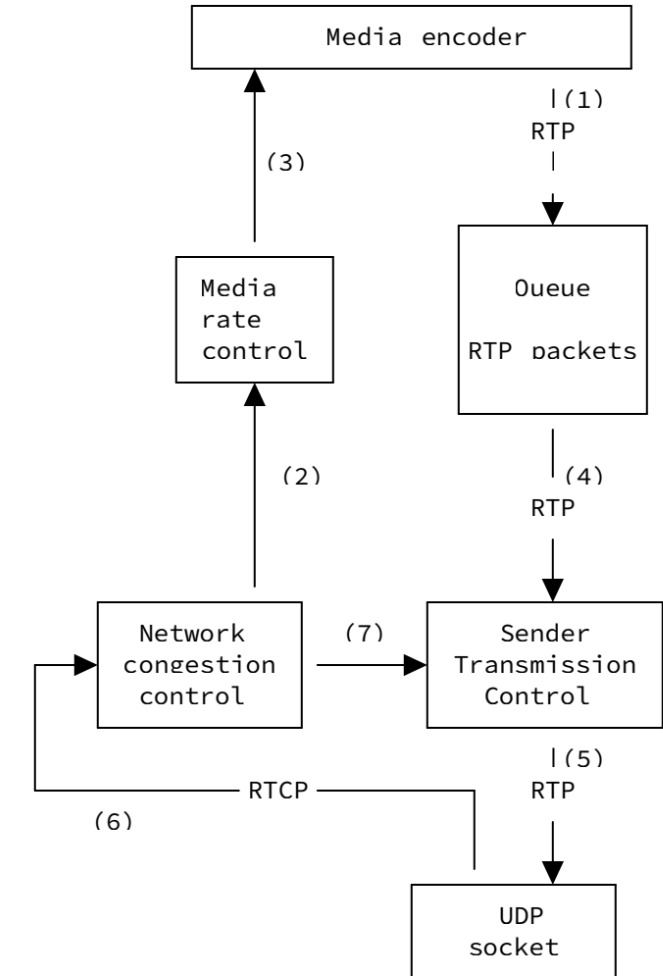 Media encoder
(1)
RTP
(3)
Media
rate
control
Queue
RTP packets
(2)
(4)
RTP
Network
congestion
control
(7)
Sender
Transmission
Control
(5)
RTP
RTCP
(6)
UDP
socket